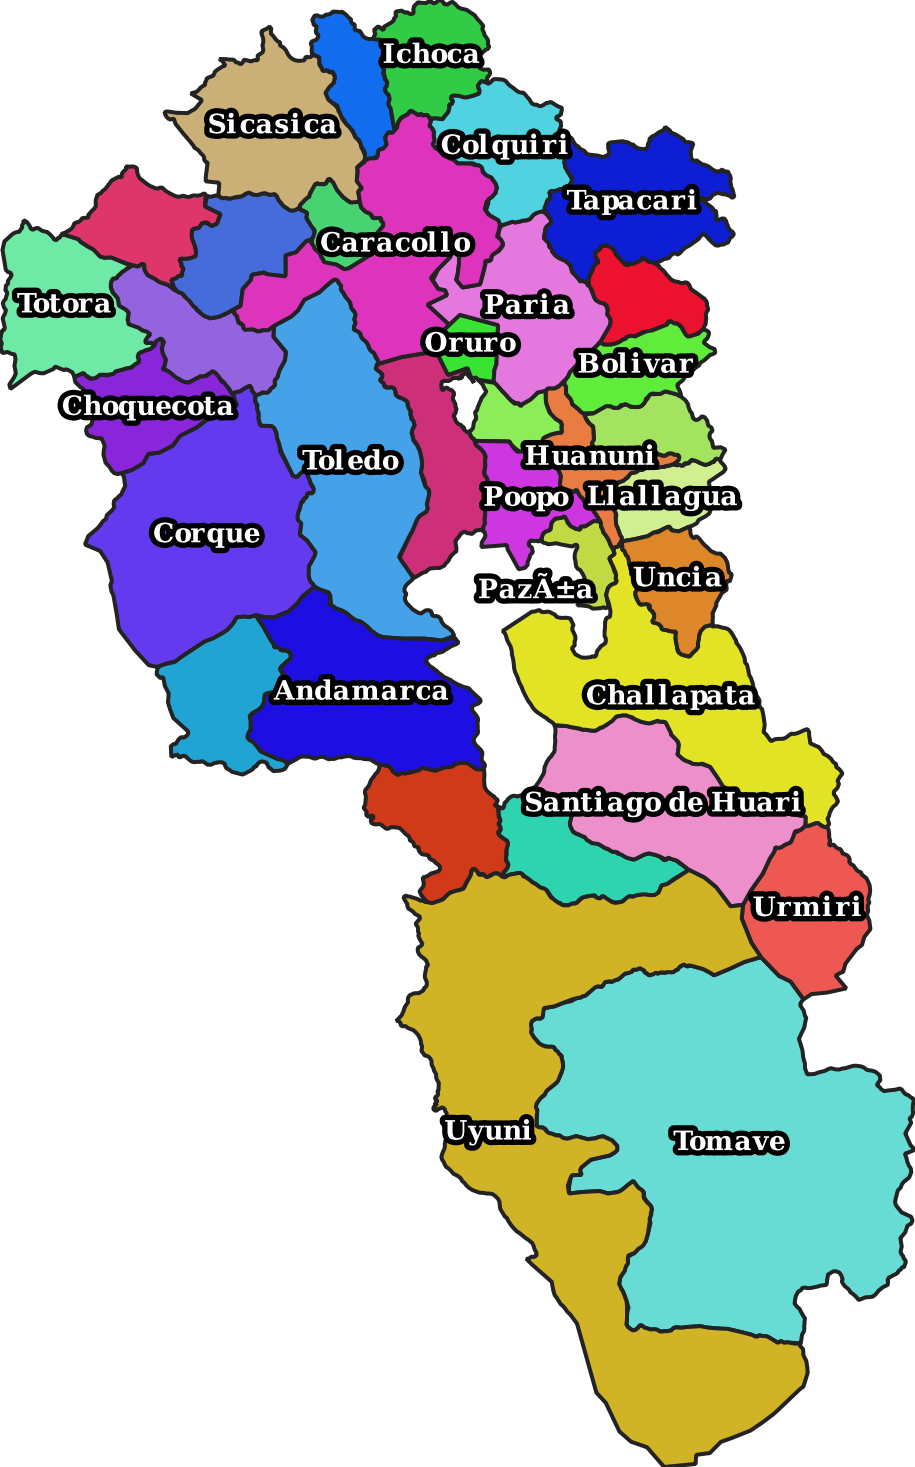 Ichoca
Sicasica
Colquiri
Tapacari
Caracollo
Totora
Paria
Oruro
Bolivar
Choquecota
Huanuni
Toledo
Poopo
Llallagua
Corque
Uncia
PazÃ±a
Andamarca
Challapata
Santiago de Huari
Urmiri
Uyuni
Tomave